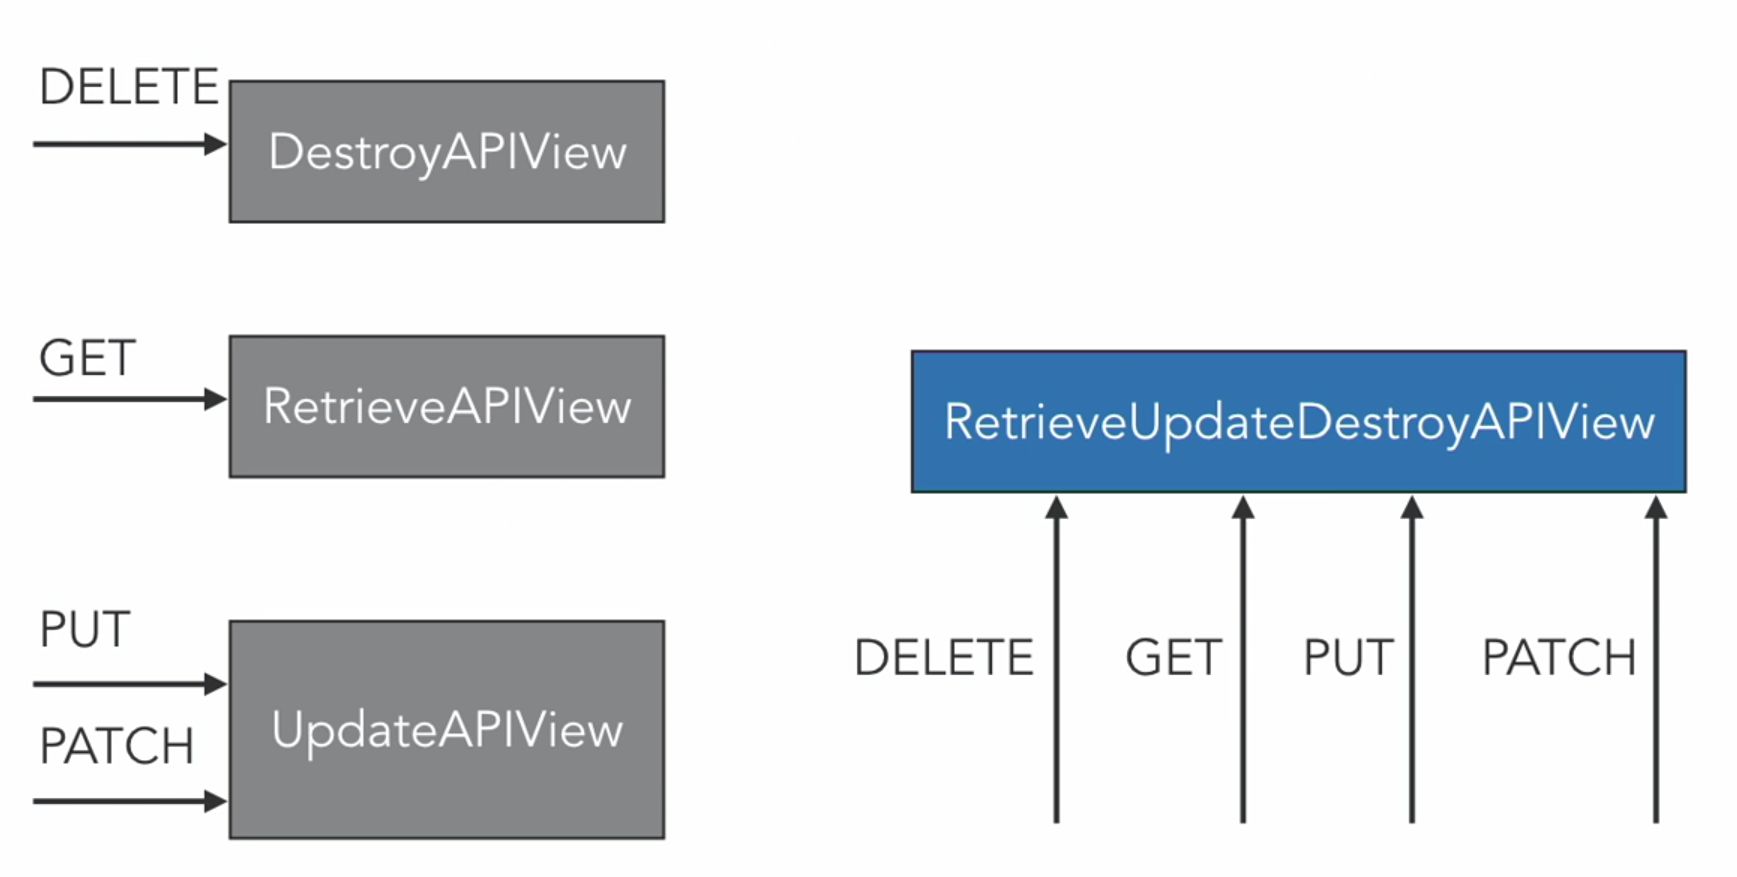 DELETE
DestroyAPIView
GET
RetrieveAPIView
PUT
PATCH
UpdateAPIView
RetrieveUpdateDestroyAPIView
DELETE
GET
PUT
PATCH